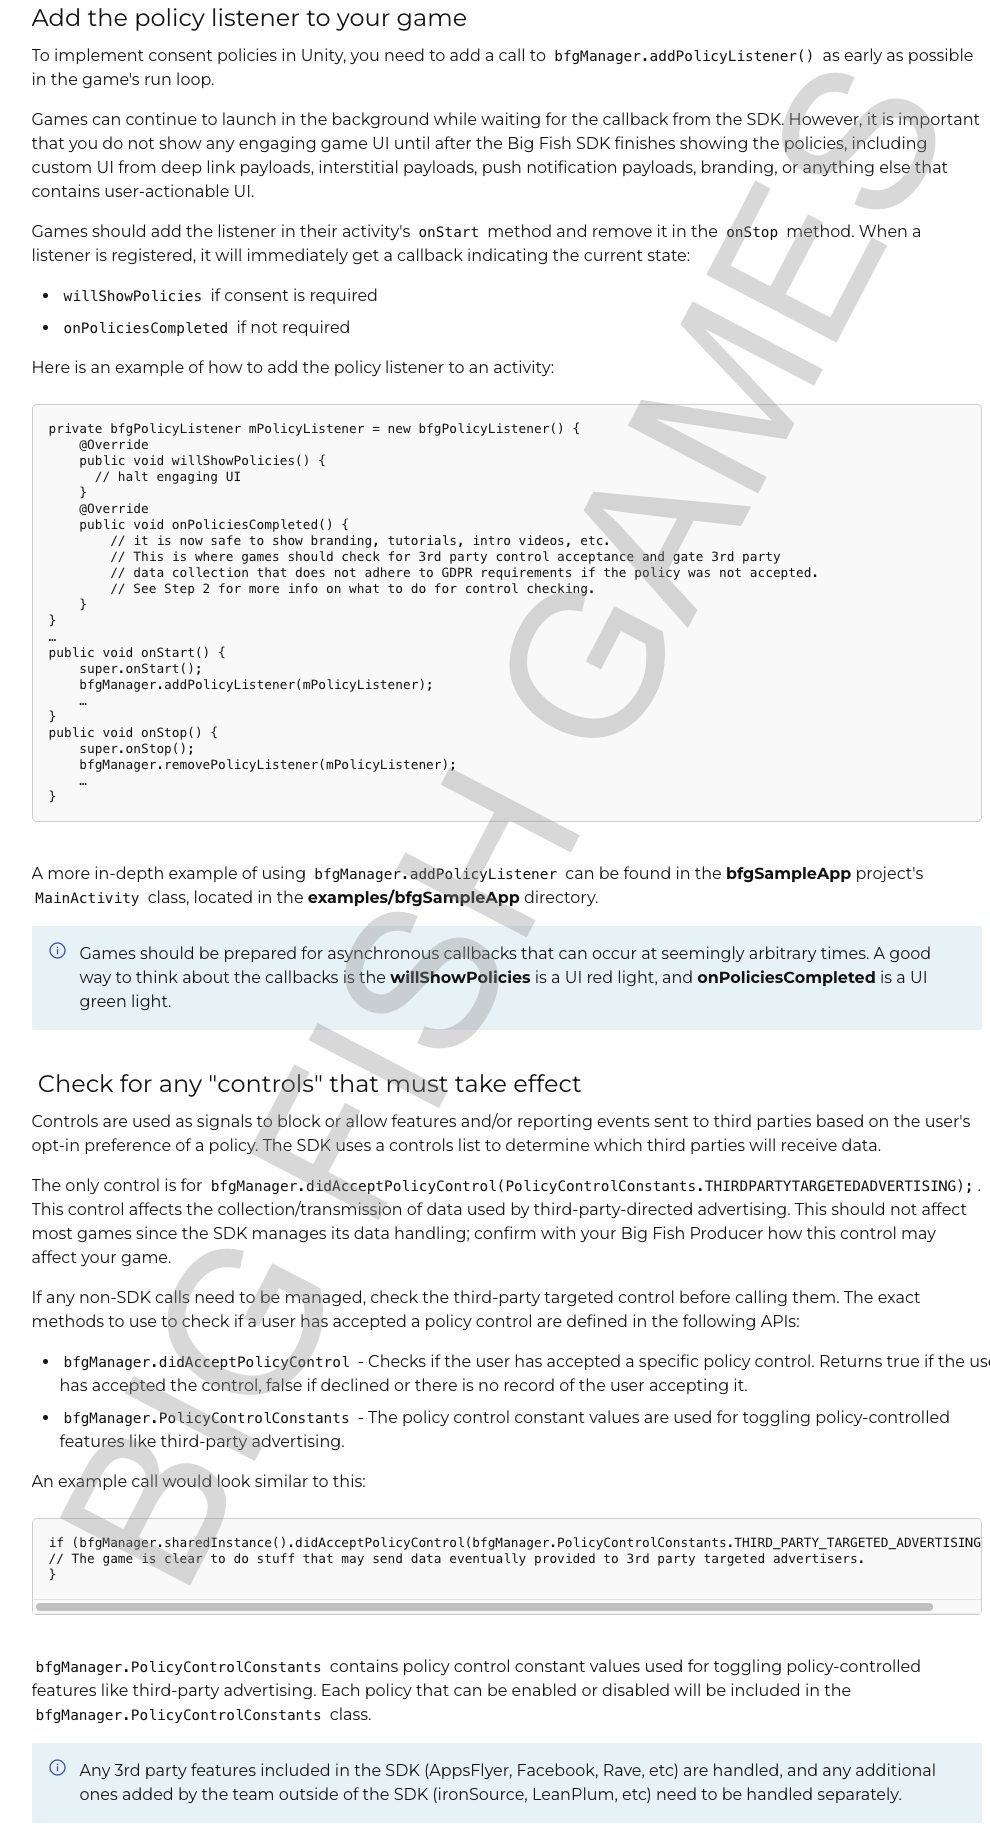 Add the policy listener to your game
To implement consent policies in Unity, you need to add a call to bfgManager.addPolicyListener() as early as possible
in the game's run loop.
Games can continue to launch in the background while waiting for the callback from the SDK. However, it is important
that you do not show any engaging game UI until after the Big Fish SDK finishes showing the policies, including
custom UI from deep link payloads, interstitial payloads, push notification payloads, branding, or anything else that
contains user-actionable UI.
Games should add the listener in their activity's onStart method and remove it in the onStop method. When a
listener is registered, it will immediately get a callback indicating the current state:
• willShowPolicies if consent is required
• onPoliciesCompleted if not required
Here is an example of how to add the policy listener to an activity:
private bfgPolicyListener mPolicyListener = new bfgPolicyListener() {
    @Override
    public void willShowPolicies() {
      // halt engaging UI
    }
    @Override
    public void onPoliciesCompleted() {
        // it is now safe to show branding, tutorials, intro videos, etc.
        // This is where games should check for 3rd party control acceptance and gate 3rd party
        // data collection that does not adhere to GDPR requirements if the policy was not accepted.
        // See Step 2 for more info on what to do for control checking.
    }
}
…
public void onStart() {
    super.onStart();
    bfgManager.addPolicyListener(mPolicyListener);
    …
}
public void onStop() {
    super.onStop();
    bfgManager.removePolicyListener(mPolicyListener);
    …
}
A more in-depth example of using bfgManager.addPolicyListener can be found in the bfgSampleApp project's
MainActivity class, located in the examples/bfgSampleApp directory.
Games should be prepared for asynchronous callbacks that can occur at seemingly arbitrary times. A good
way to think about the callbacks is the willShowPolicies is a UI red light, and onPoliciesCompleted is a UI
green light.
Check for any "controls" that must take effect
Controls are used as signals to block or allow features and/or reporting events sent to third parties based on the user's
opt-in preference of a policy. The SDK uses a controls list to determine which third parties will receive data.
The only control is for bfgManager.didAcceptPolicyControl(PolicyControlConstants.THIRDPARTYTARGETEDADVERTISING); .
This control affects the collection/transmission of data used by third-party-directed advertising. This should not affect
most games since the SDK manages its data handling; confirm with your Big Fish Producer how this control may
affect your game.
If any non-SDK calls need to be managed, check the third-party targeted control before calling them. The exact
methods to use to check if a user has accepted a policy control are defined in the following APIs:
• bfgManager.didAcceptPolicyControl - Checks if the user has accepted a specific policy control. Returns true if the use
has accepted the control, false if declined or there is no record of the user accepting it.
• bfgManager.PolicyControlConstants - The policy control constant values are used for toggling policy-controlled
features like third-party advertising.
An example call would look similar to this:
if (bfgManager.sharedInstance().didAcceptPolicyControl(bfgManager.PolicyControlConstants.THIRD_PARTY_TARGETED_ADVERTISING
// The game is clear to do stuff that may send data eventually provided to 3rd party targeted advertisers.
}
bfgManager.PolicyControlConstants contains policy control constant values used for toggling policy-controlled
features like third-party advertising. Each policy that can be enabled or disabled will be included in the
bfgManager.PolicyControlConstants class.
Any 3rd party features included in the SDK (AppsFlyer, Facebook, Rave, etc) are handled, and any additional
ones added by the team outside of the SDK (ironSource, LeanPlum, etc) need to be handled separately.
BIG FISH GAMES